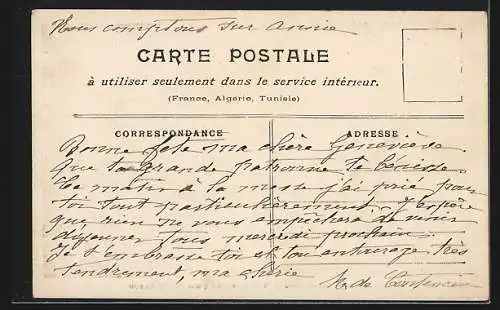 Nous comptons sur Annie
CARTE POSTALE
à utiliser seulement dans le service intérieur.
(France, Algerie, Tunisie)
CORRESPONDANCE
ADRESSE
Bonne fête ma chère Geneviève
Que ta grande patronne te bénisse
Ce matin à la messe j'ai prié pour
toi tout particulièrement. J'espère
que rien ne vous empêchera de venir
déjeuner tous mercredi prochain.
Je t'embrasse toi et ton entourage très
tendrement, ma chérie
de